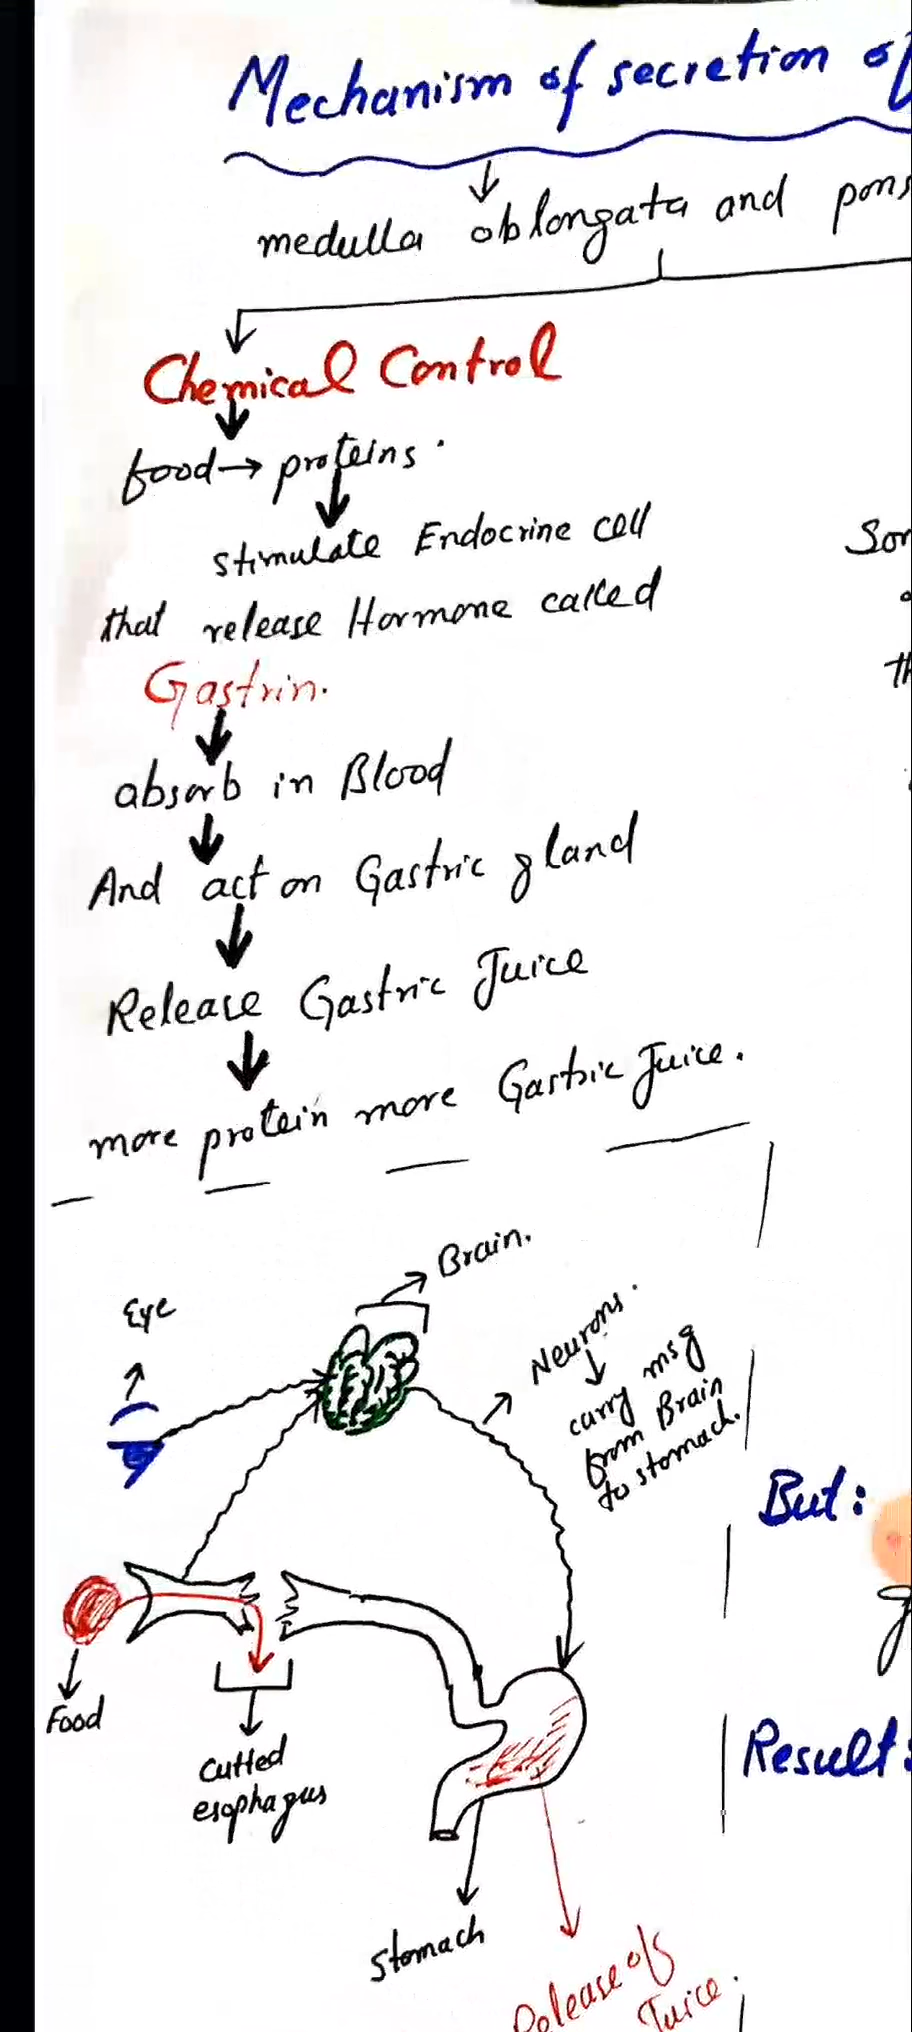 Mechanism of secretion of
medulla oblongata and pons
Chemical Control
food → proteins.
stimulate Endocrine cell
that release Hormone called
Gastrin.
absorb in Blood
And act on Gastric gland
Release Gastric Juice
more protein more Gastric Juice.
Brain.
Eye
Neurons.
carry msg
from Brain
to stomach.
But:
Food
Cutted
esophagus
Result:
stomach
Release of
Juice.